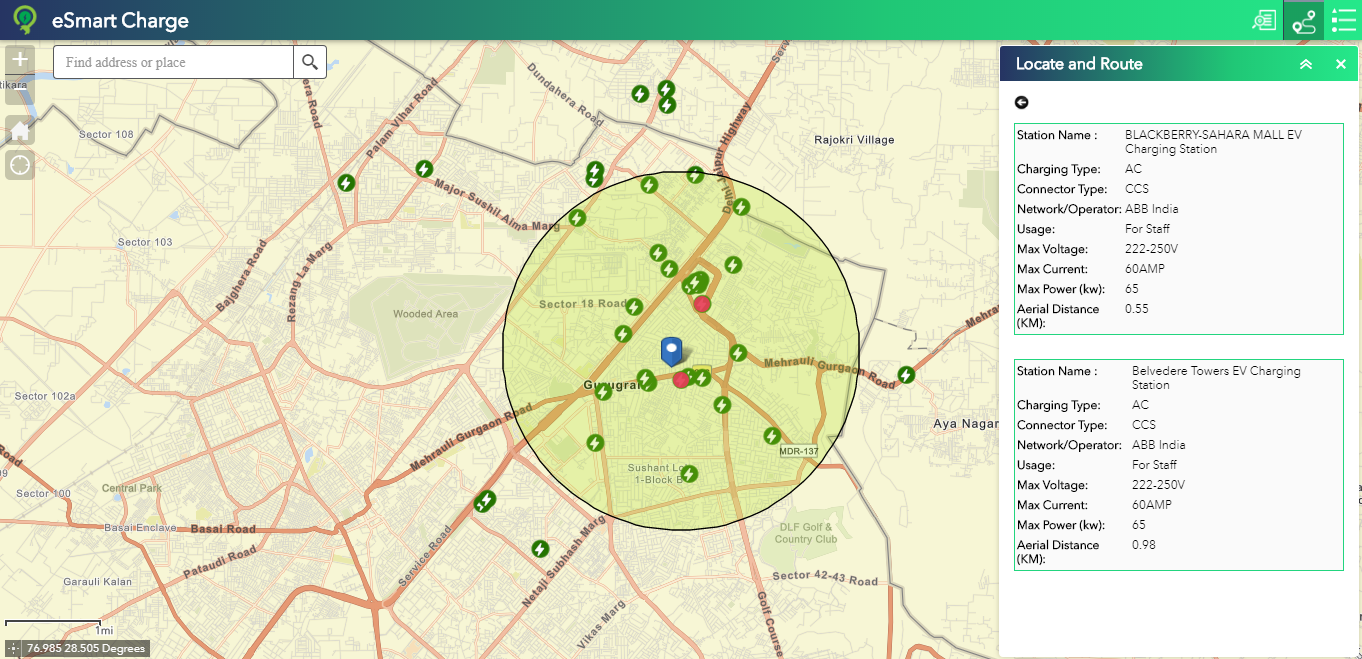 eSmart Charge
Find address or place
Locate and Route
Station Name : BLACKBERRY-SAHARA MALL EV
Charging Station
Charging Type: AC
Connector Type: CCS
Network/Operator: ABB India
Usage: For Staff
Max Voltage: 222-250V
Max Current: 60AMP
Max Power (kw): 65
Aerial Distance 0.55
(KM):
Station Name : Belvedere Towers EV Charging
Station
Charging Type: AC
Connector Type: CCS
Network/Operator: ABB India
Usage: For Staff
Max Voltage: 222-250V
Max Current: 60AMP
Max Power (kw): 65
Aerial Distance 0.98
(KM):
tikara
Sector 108
Palam Vihar Road
Dundahera Road
Rajokri Village
Major Sushil Aima Marg
Sector 103
Bajghera Road
Rezang La Marg
Wooded Area
Sector 18 Road
Mehrauli Gurgaon Road
Sector 102a
Mehrauli Gurgaon Road
Aya Nagar
MDR-137
Sushant Lo
1-Block B
Central Park
Sector 100
Basai Enclave
Basai Road
Pataudi Road
Garauli Kalan
Service Road
Netaji Subhash Marg
DLF Golf &
Country Club
Sector 42-43 Road
Vikas Marg
Golf Course
1mi
76.985 28.505 Degrees